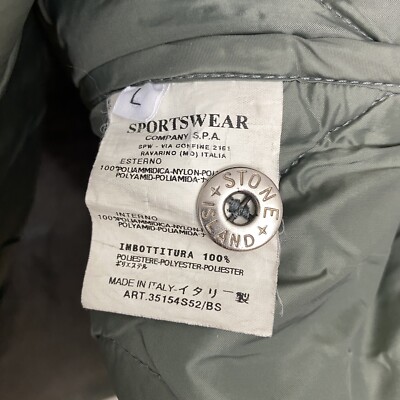 L
SPORTSWEAR
COMPANY S.P.A.
SPW - VIA CONFINE 2161
RAVARINO (MO) ITALIA
ESTERNO
100%POLIAMMIDICA-NYLON-POL
POLYAMID-POLIAMIDA-
STONE
ISLAND
INTERNO
100%POLIAMMIDICA-NYLON-
POLYAMID-POLIAMIDA-
IMBOTTITURA 100%
POLIESTERE-POLYESTER-POLIESTER
ポリエステル
MADE IN ITALY-イタリー製
ART.35154S52/BS